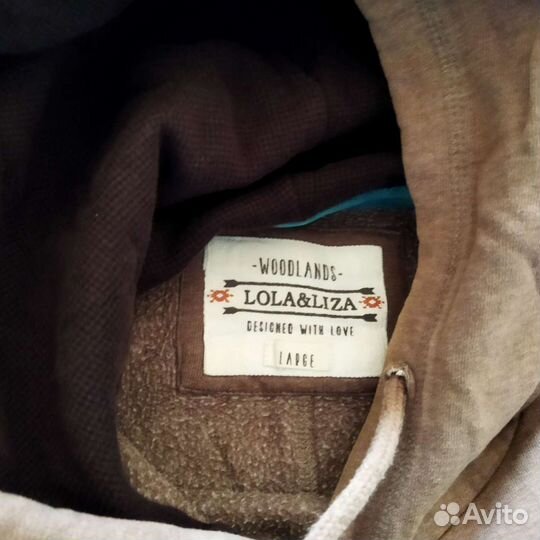 -WOODLANDS-
LOLA&LIZA
DESIGNED WITH LOVE
LARGE
Avito